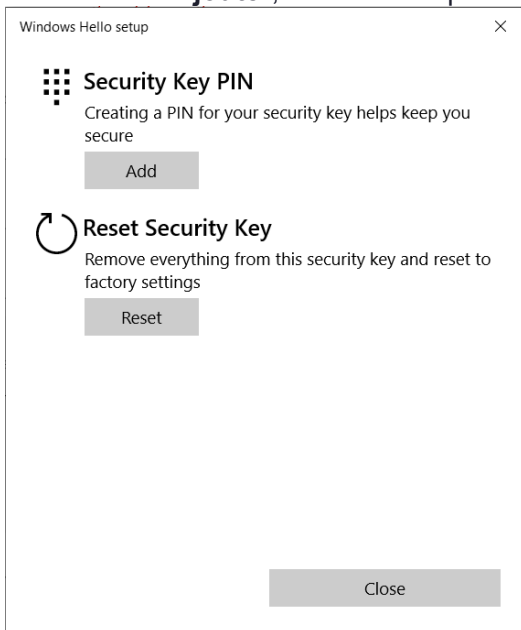 Windows Hello setup
Security Key PIN
Creating a PIN for your security key helps keep you
secure
Add
Reset Security Key
Remove everything from this security key and reset to
factory settings
Reset
Close